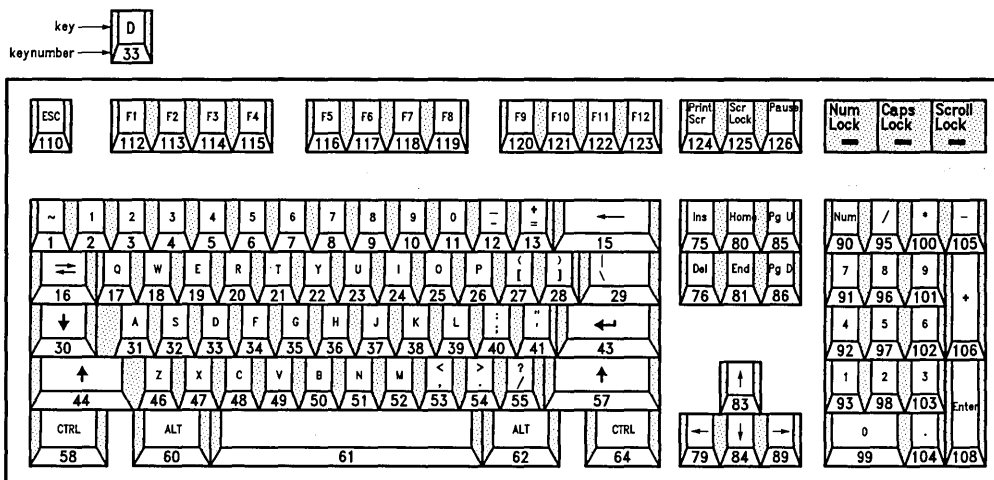 key D
keynumber 33
ESC F1 F2 F3 F4 F5 F6 F7 F8 F9 F10 F11 F12 Print Scr Scr Lock Pause Num Lock Caps Lock Scroll Lock
110 112 113 114 115 116 117 118 119 120 121 122 123 124 125 126
~ 1 2 3 4 5 6 7 8 9 0 — - + = ← Ins Home Pg U Num / * -
1 2 3 4 5 6 7 8 9 10 11 12 13 15 75 80 85 90 95 100 105
⇄ Q W E R T Y U I O P ( [ ) ] | \ Del End Pg D 7 8 9 +
16 17 18 19 20 21 22 23 24 25 26 27 28 29 76 81 86 91 96 101
↓ A S D F G H J K L : ; " ' ↵ 4 5 6
30 31 32 33 34 35 36 37 38 39 40 41 43 92 97 102 106
↑ Z X C V B N M < , > . ? / ↑ ↑ 1 2 3 Enter
44 46 47 48 49 50 51 52 53 54 55 57 83 93 98 103
CTRL ALT ALT CTRL ← ↓ → 0 .
58 60 61 62 64 79 84 89 99 104 108